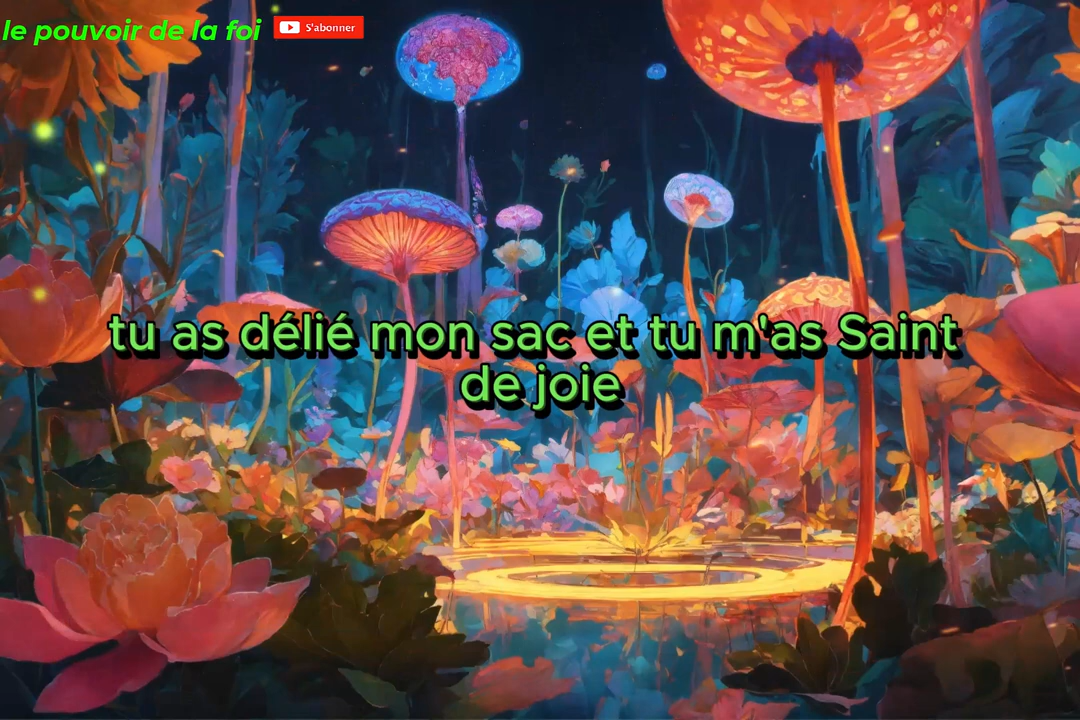 le pouvoir de la foi
S'abonner
tu as délié mon sac et tu m'as Saint
de joie